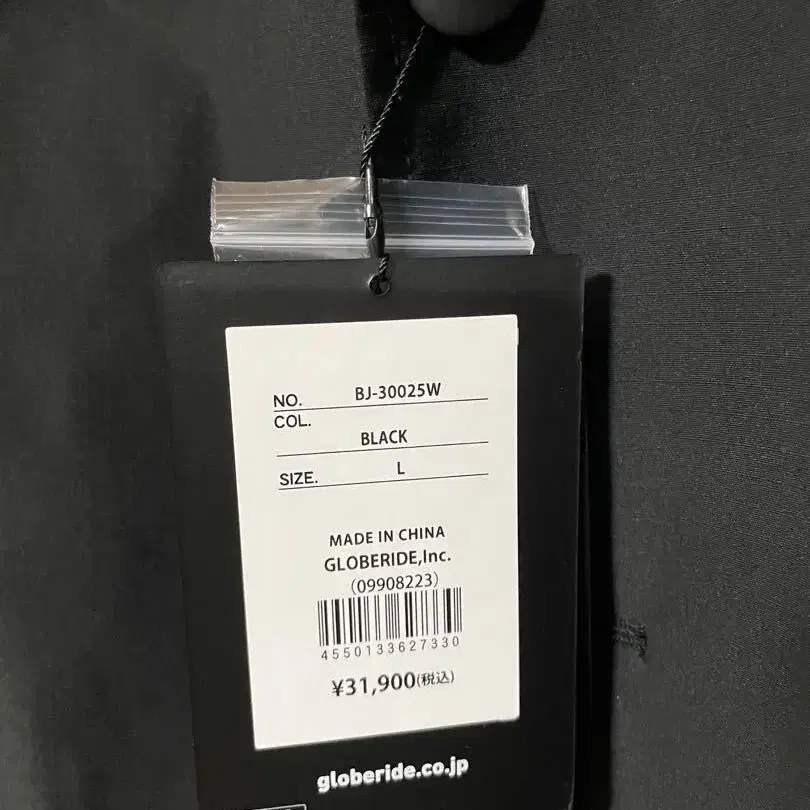 NO. BJ-30025W
COL.
BLACK
SIZE. L
MADE IN CHINA
GLOBERIDE,Inc.
(09908223)
4550133627330
¥31,900(税込)
globeride.co.jp